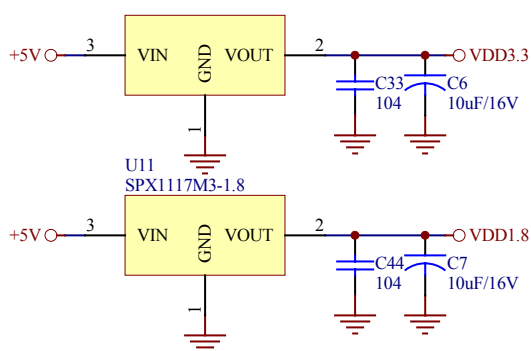 +5V 3 VIN GND VOUT 2 VDD3.3
1
C33
104
C6
10uF/16V
U11
SPX1117M3-1.8
+5V 3 VIN GND VOUT 2 VDD1.8
1
C44
104
C7
10uF/16V